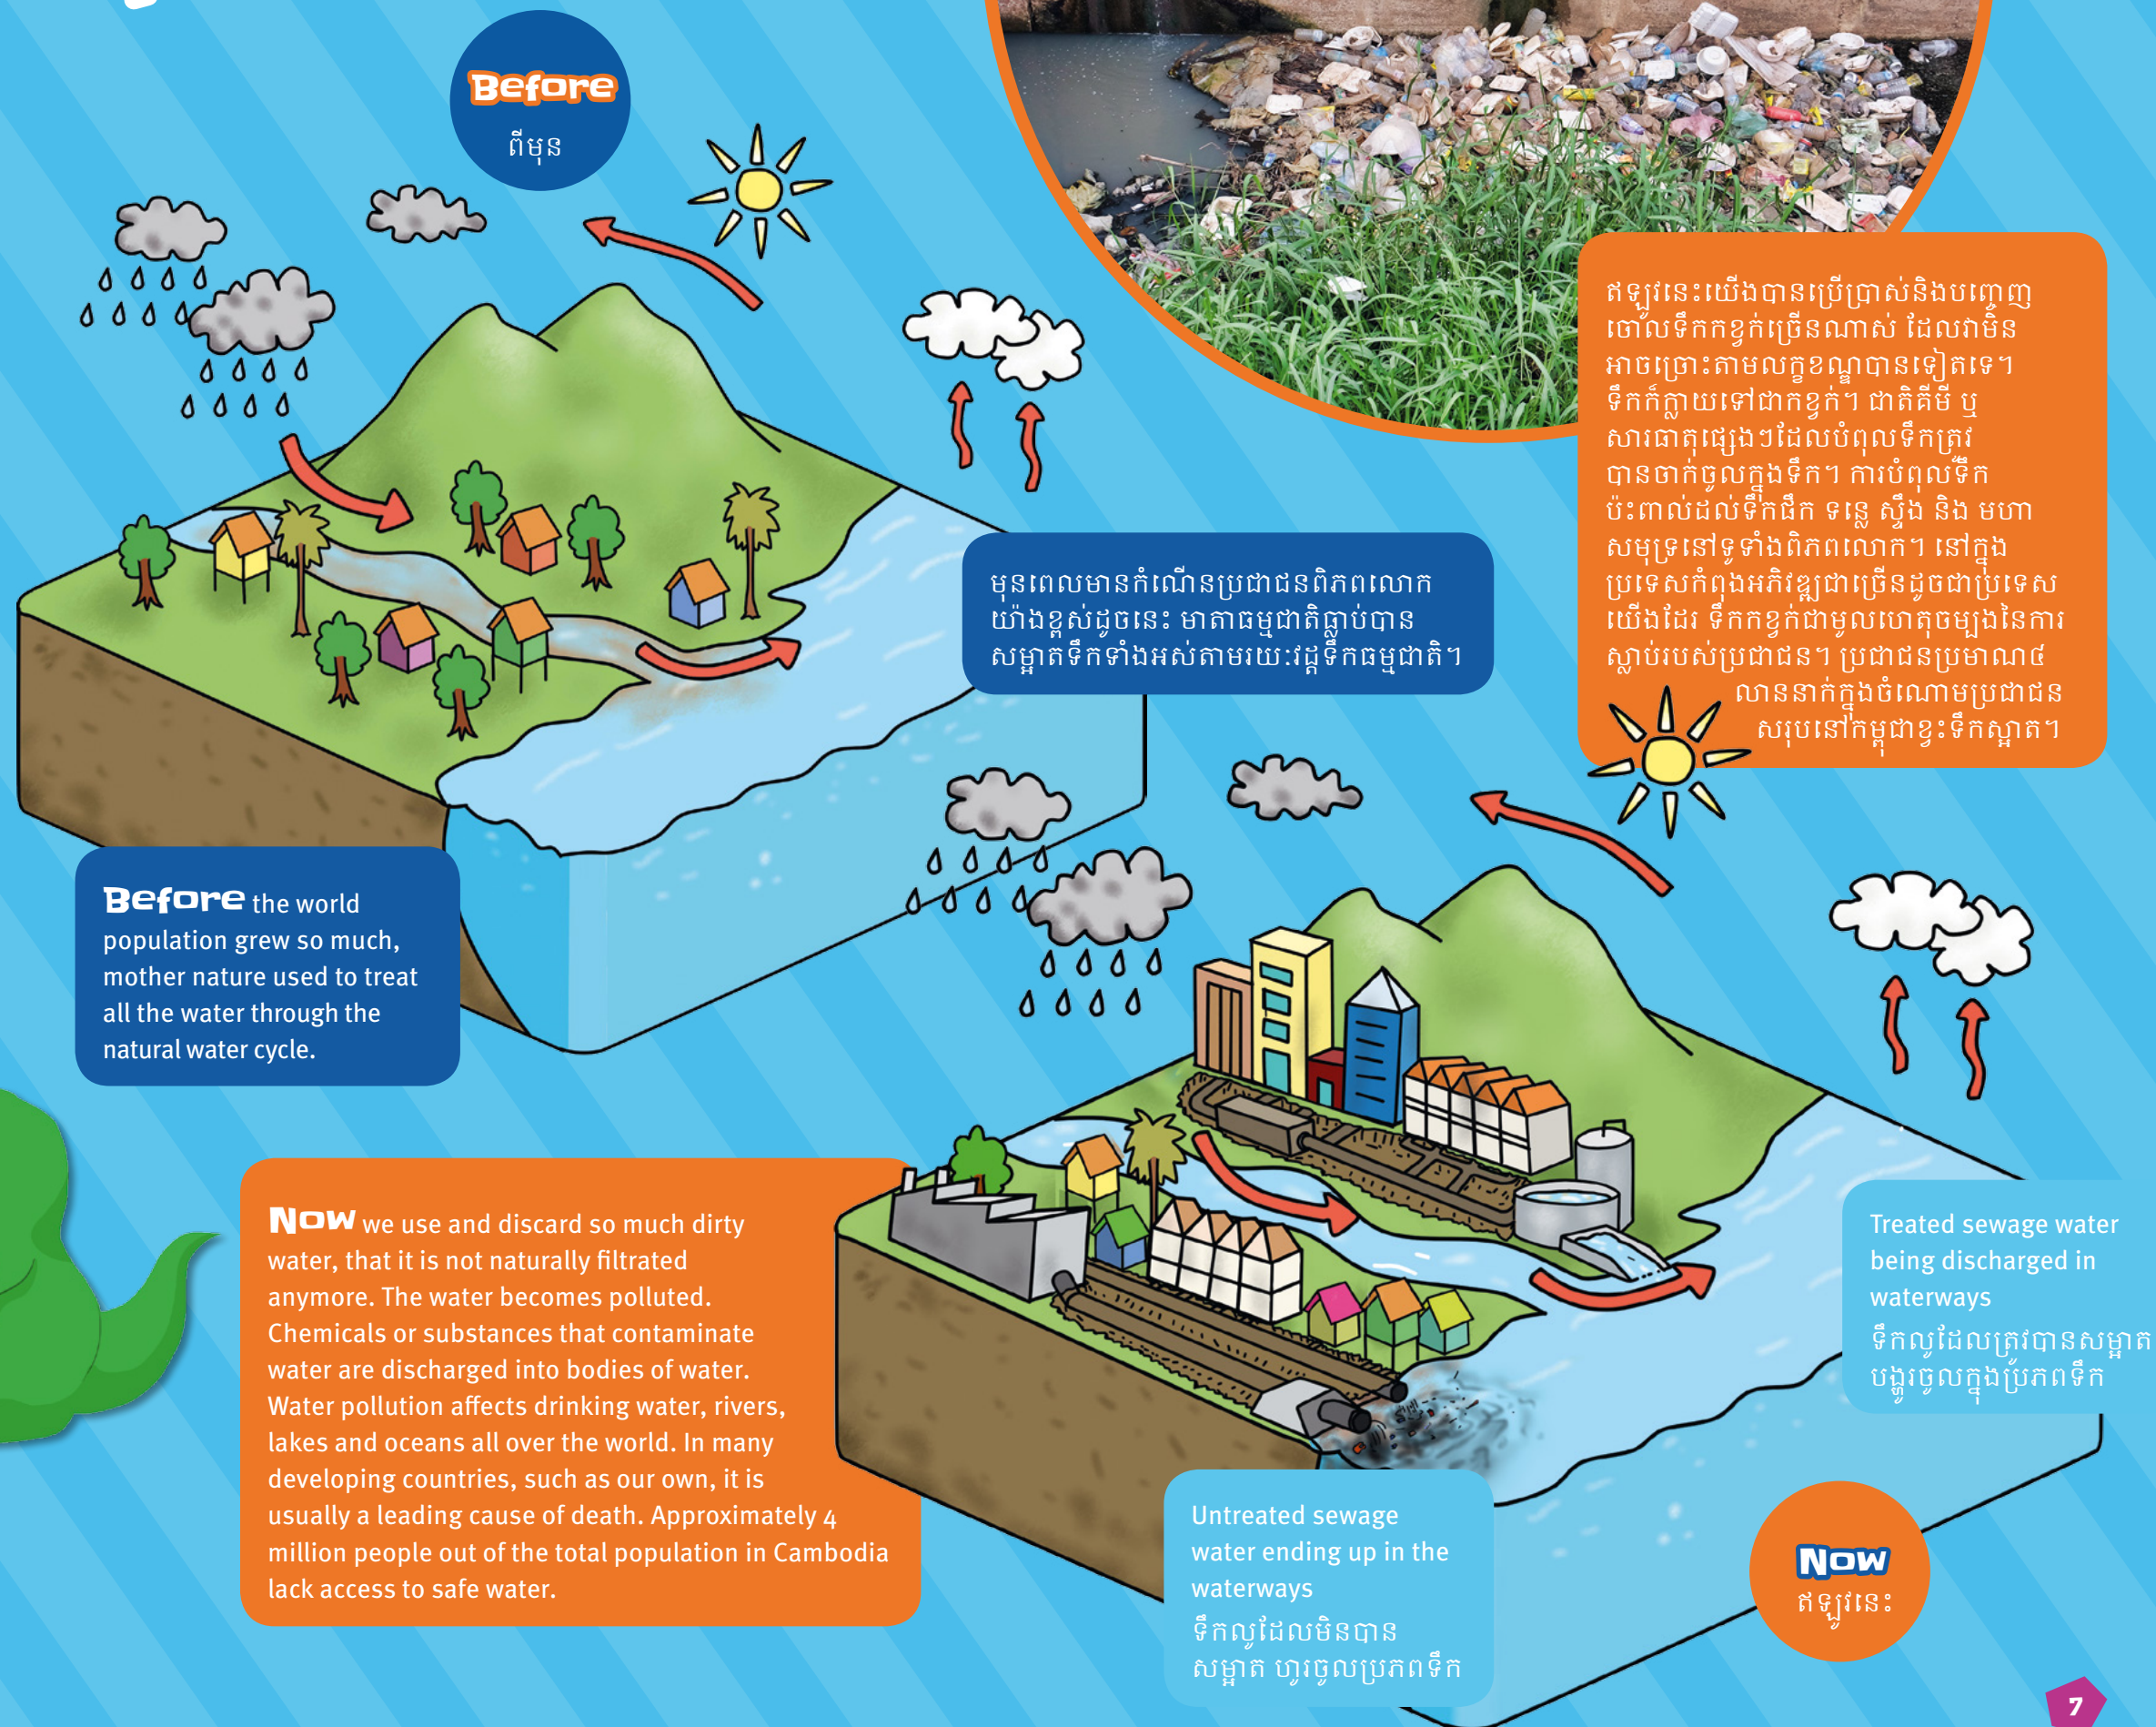 Before
ពីមុន
ឥឡូវនេះយើងបានប្រើប្រាស់និងបញ្ចេញ
ចោលទឹកកខ្វក់ច្រើនណាស់ ដែលវាមិន
អាចច្រោះតាមលក្ខខណ្ឌបានទៀតទេ។
ទឹកក៏ក្លាយទៅជាកខ្វក់។ ជាតិគីមី ឬ
សារធាតុផ្សេងៗដែលបំពុលទឹកត្រូវ
បានចាក់ចូលក្នុងទឹក។ ការបំពុលទឹក
ប៉ះពាល់ដល់ទឹកផឹក ទន្លេ ស្ទឹង និង មហា
សមុទ្រនៅទូទាំងពិភពលោក។ នៅក្នុង
ប្រទេសកំពុងអភិវឌ្ឍជាច្រើនដូចជាប្រទេស
យើងដែរ ទឹកកខ្វក់ជាមូលហេតុចម្បងនៃការ
ស្លាប់របស់ប្រជាជន។ ប្រជាជនប្រមាណ៤
លាននាក់ក្នុងចំណោមប្រជាជន
សរុបនៅកម្ពុជាខ្វះទឹកស្អាត។
មុនពេលមានកំណើនប្រជាជនពិភពលោក
យ៉ាងខ្ពស់ដូចនេះ មាតាធម្មជាតិធ្លាប់បាន
សម្អាតទឹកទាំងអស់តាមរយៈវដ្តទឹកធម្មជាតិ។
Before the world
population grew so much,
mother nature used to treat
all the water through the
natural water cycle.
Now we use and discard so much dirty
water, that it is not naturally filtrated
anymore. The water becomes polluted.
Chemicals or substances that contaminate
water are discharged into bodies of water.
Water pollution affects drinking water, rivers,
lakes and oceans all over the world. In many
developing countries, such as our own, it is
usually a leading cause of death. Approximately 4
million people out of the total population in Cambodia
lack access to safe water.
Treated sewage water
being discharged in
waterways
ទឹកលូដែលត្រូវបានសម្អាត
បង្ហូរចូលក្នុងប្រភពទឹក
Untreated sewage
water ending up in the
waterways
ទឹកលូដែលមិនបាន
សម្អាត ហូរចូលប្រភពទឹក
Now
ឥឡូវនេះ
7